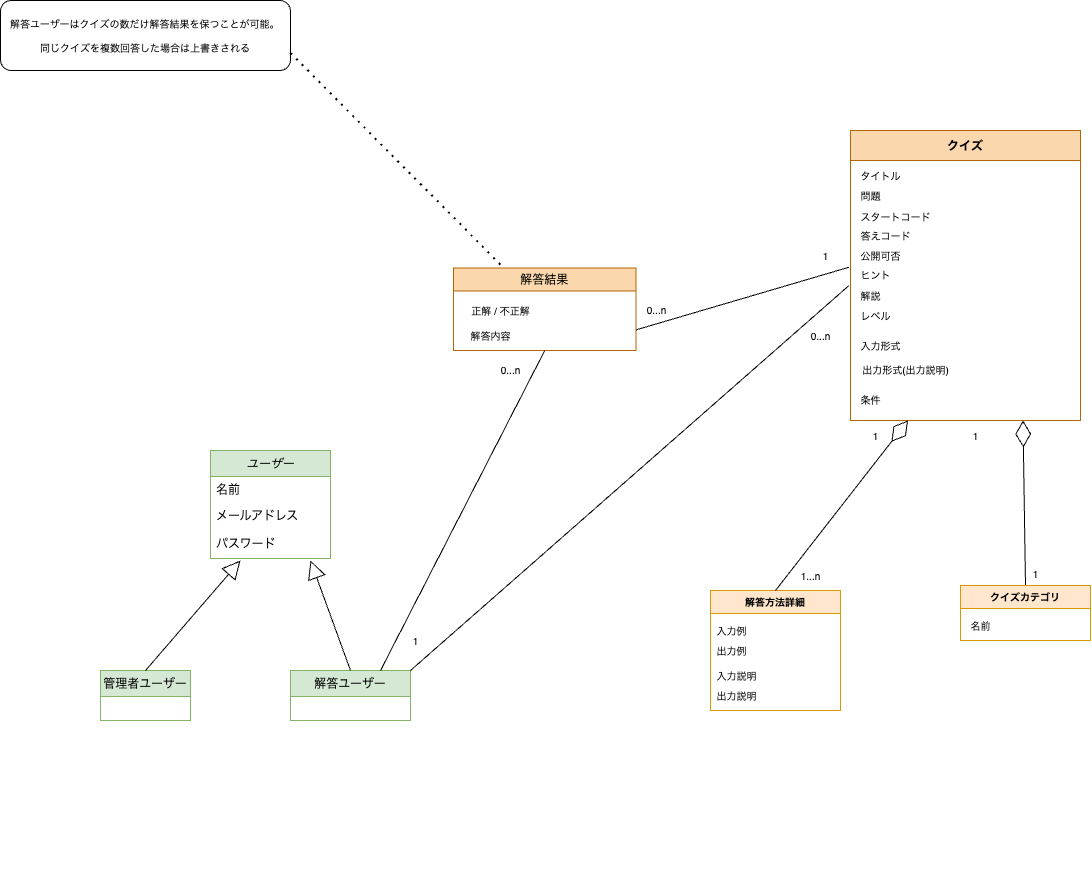 解答ユーザーはクイズの数だけ解答結果を保つことが可能。
同じクイズを複数回答した場合は上書きされる
クイズ
タイトル
問題
スタートコード
答えコード
公開可否
ヒント
解説
レベル
入力形式
出力形式(出力説明)
条件
1
0...n
0...n
解答結果
正解 / 不正解
解答内容
0...n
1
1
ユーザー
名前
メールアドレス
パスワード
1...n
1
解答方法詳細
入力例
出力例
入力説明
出力説明
クイズカテゴリ
名前
1
管理者ユーザー
解答ユーザー